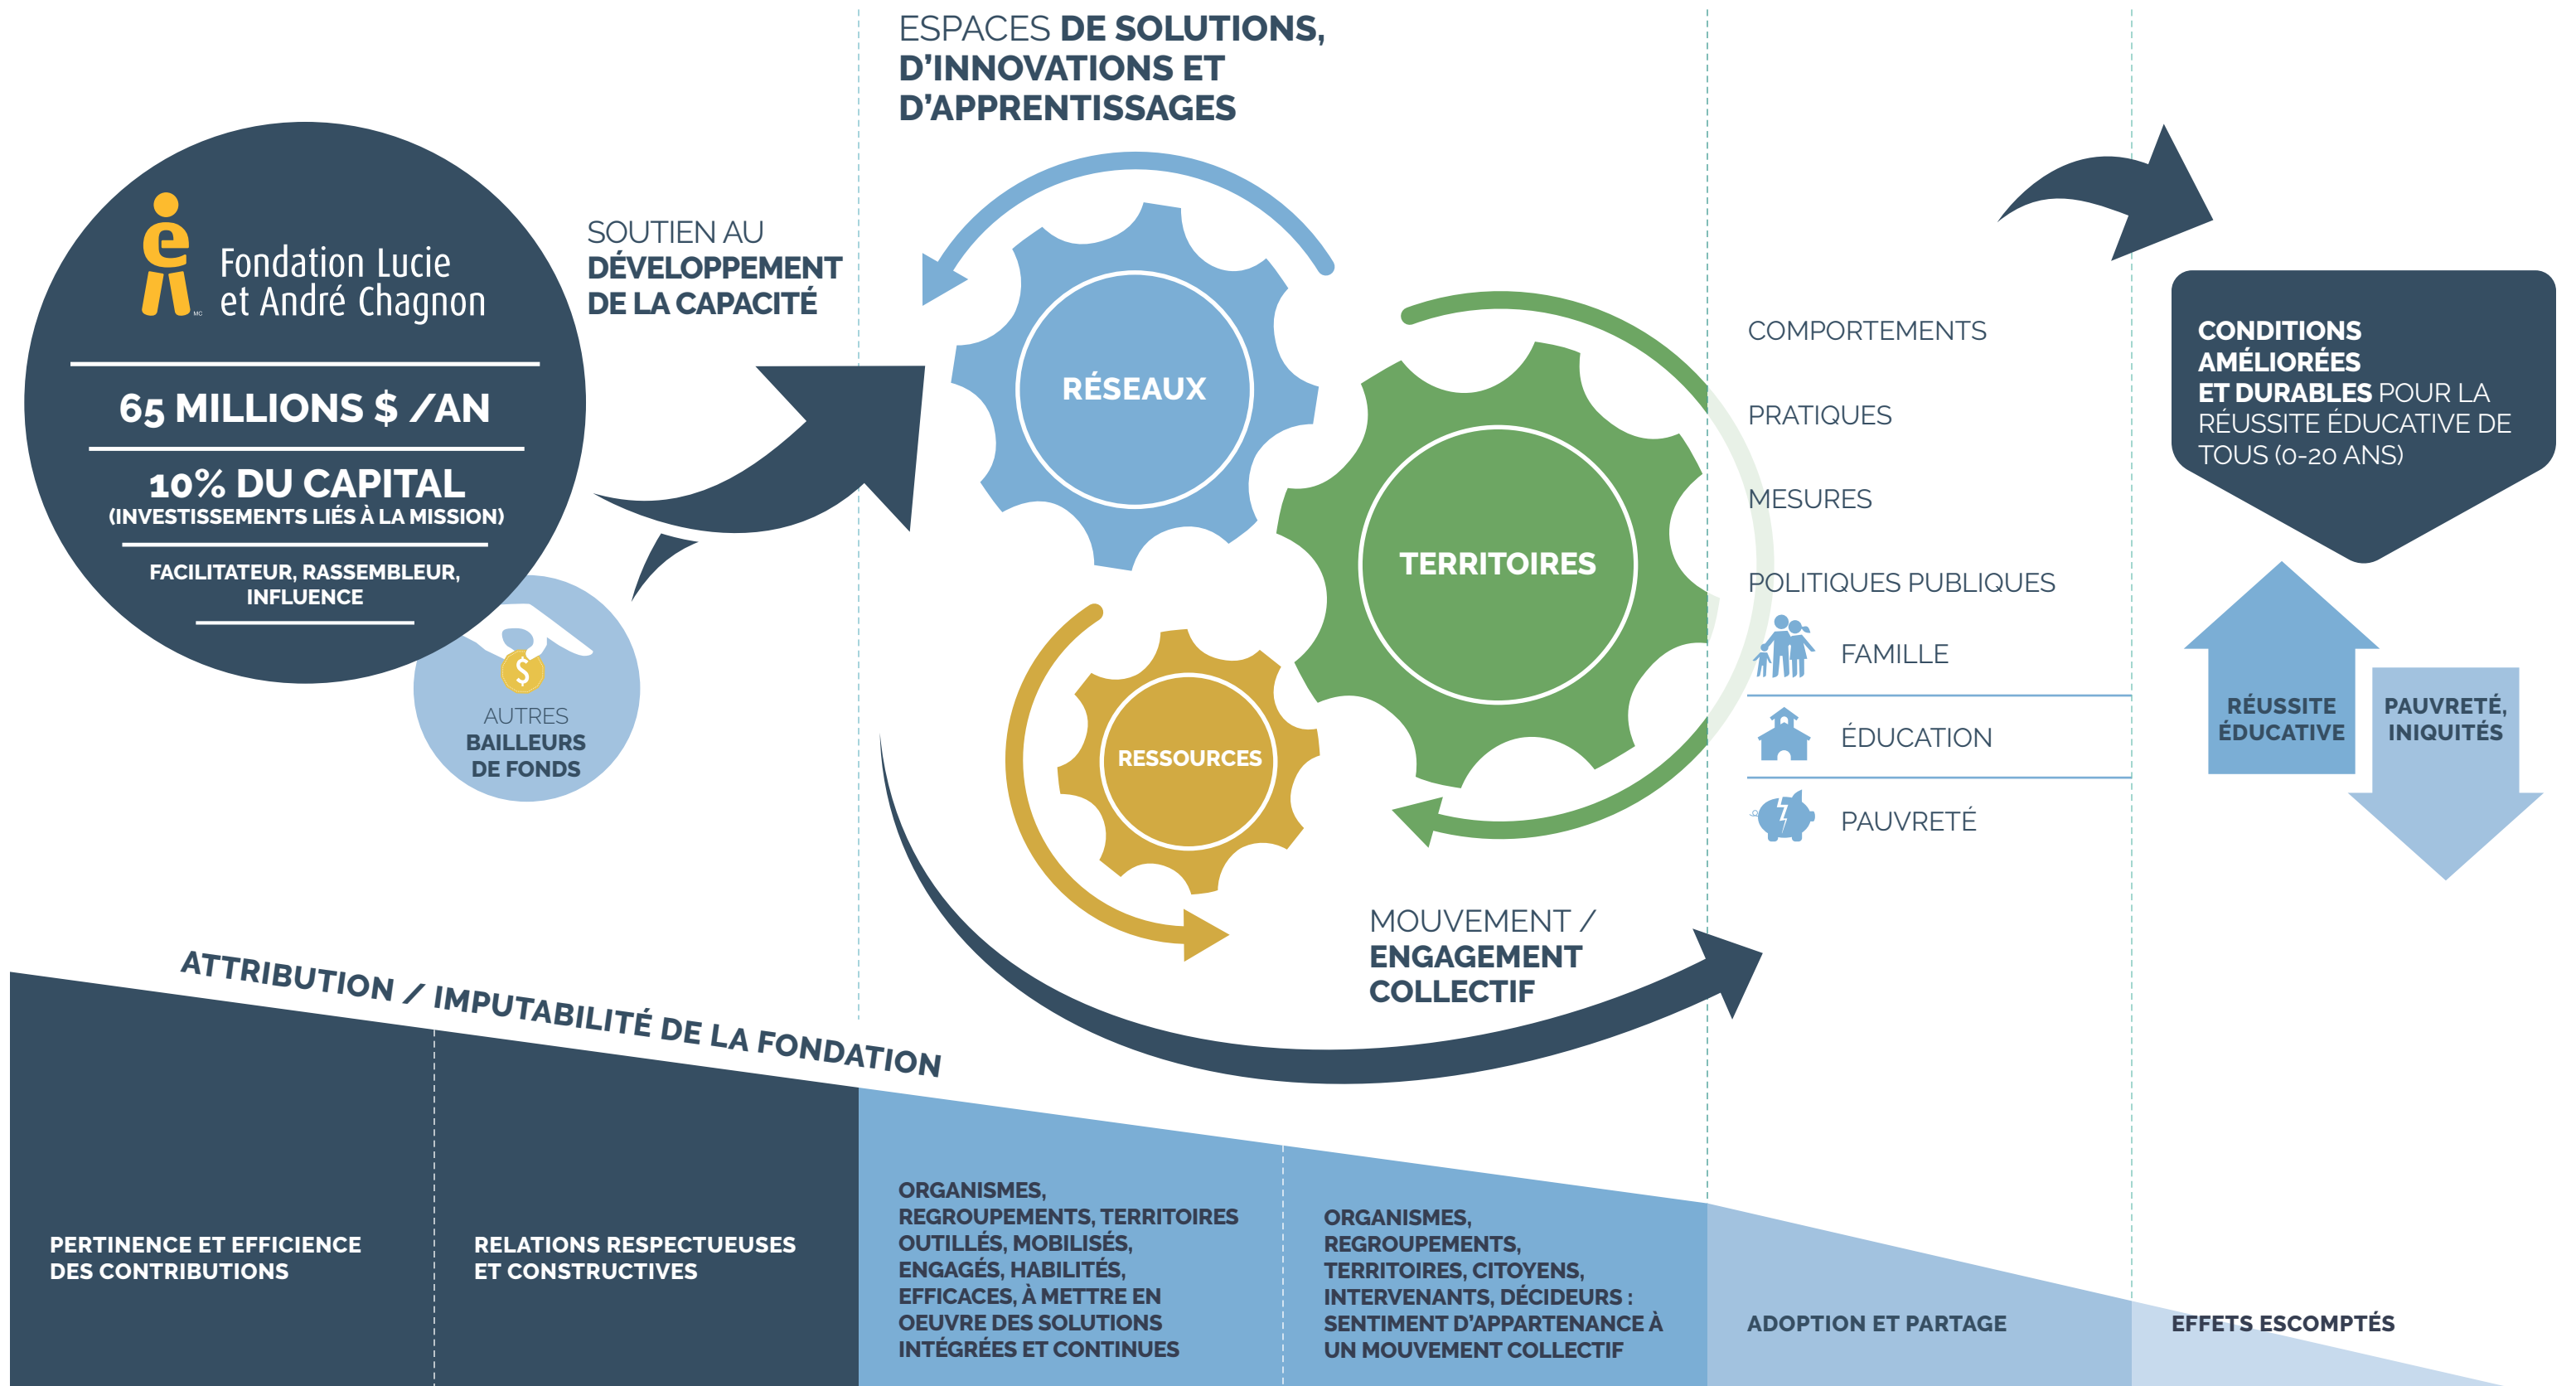 ESPACES DE SOLUTIONS,
D'INNOVATIONS ET
D'APPRENTISSAGES
Fondation Lucie
et André Chagnon
MC
65 MILLIONS $ /AN
10% DU CAPITAL
(INVESTISSEMENTS LIÉS À LA MISSION)
FACILITATEUR, RASSEMBLEUR,
INFLUENCE
$
AUTRES
BAILLEURS
DE FONDS
SOUTIEN AU
DÉVELOPPEMENT
DE LA CAPACITÉ
RÉSEAUX
TERRITOIRES
RESSOURCES
MOUVEMENT /
ENGAGEMENT
COLLECTIF
COMPORTEMENTS
PRATIQUES
MESURES
POLITIQUES PUBLIQUES
FAMILLE
ÉDUCATION
PAUVRETÉ
CONDITIONS
AMÉLIORÉES
ET DURABLES POUR LA
RÉUSSITE ÉDUCATIVE DE
TOUS (0-20 ANS)
RÉUSSITE
ÉDUCATIVE
PAUVRETÉ,
INIQUITÉS
ATTRIBUTION / IMPUTABILITÉ DE LA FONDATION
PERTINENCE ET EFFICIENCE
DES CONTRIBUTIONS
RELATIONS RESPECTUEUSES
ET CONSTRUCTIVES
ORGANISMES,
REGROUPEMENTS, TERRITOIRES
OUTILLÉS, MOBILISÉS,
ENGAGÉS, HABILITÉS,
EFFICACES, À METTRE EN
OEUVRE DES SOLUTIONS
INTÉGRÉES ET CONTINUES
ORGANISMES,
REGROUPEMENTS,
TERRITOIRES, CITOYENS,
INTERVENANTS, DÉCIDEURS :
SENTIMENT D'APPARTENANCE À
UN MOUVEMENT COLLECTIF
ADOPTION ET PARTAGE
EFFETS ESCOMPTÉS